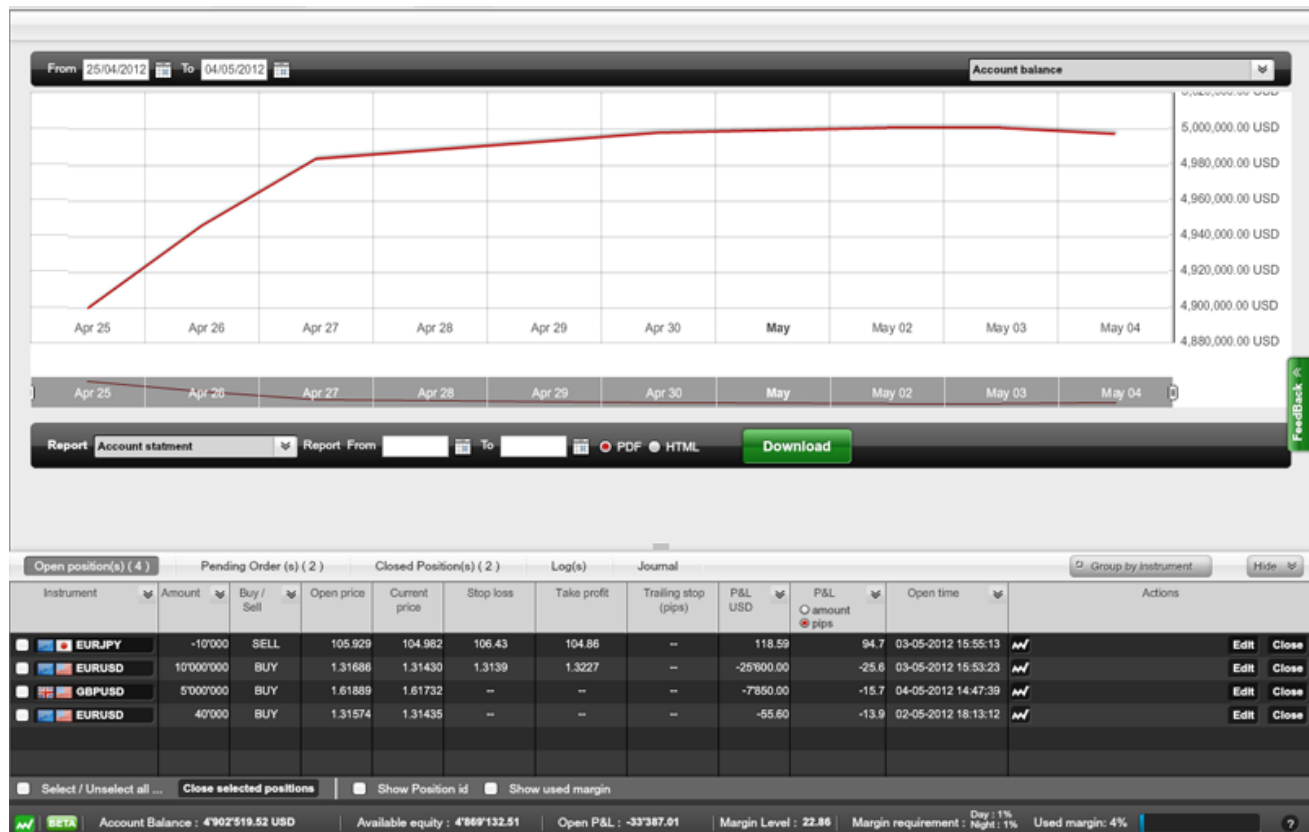 From 25/04/2012 To 04/05/2012 Account balance
5,020,000.00 USD
5,000,000.00 USD
4,980,000.00 USD
4,960,000.00 USD
4,940,000.00 USD
4,920,000.00 USD
4,900,000.00 USD
Apr 25 Apr 26 Apr 27 Apr 28 Apr 29 Apr 30 May May 02 May 03 May 04
4,880,000.00 USD
Apr 25 Apr 26 Apr 27 Apr 28 Apr 29 Apr 30 May May 02 May 03 May 04
FeedBack
Report Account statment Report From To PDF HTML Download
Open position(s) ( 4 ) Pending Order (s) ( 2 ) Closed Position(s) ( 2 ) Log(s) Journal Group by instrument Hide
Instrument Amount Buy / Sell Open price Current price Stop loss Take profit Trailing stop (pips) P&L USD P&L amount pips Open time Actions
EURJPY -10'000 SELL 105.929 104.982 106.43 104.86 -- 118.59 94.7 03-05-2012 15:55:13 Edit Close
EURUSD 10'000'000 BUY 1.31686 1.31430 1.3139 1.3227 -- -25'600.00 -25.6 03-05-2012 15:53:23 Edit Close
GBPUSD 5'000'000 BUY 1.61889 1.61732 -- -- -- -7'850.00 -15.7 04-05-2012 14:47:39 Edit Close
EURUSD 40'000 BUY 1.31574 1.31435 -- -- -- -55.60 -13.9 02-05-2012 18:13:12 Edit Close
Select / Unselect all ... Close selected positions Show Position id Show used margin
BETA Account Balance : 4'902'519.52 USD Available equity : 4'869'132.51 Open P&L : -33'387.01 Margin Level : 22.86 Margin requirement : Day : 1% Night : 1% Used margin: 4% ?